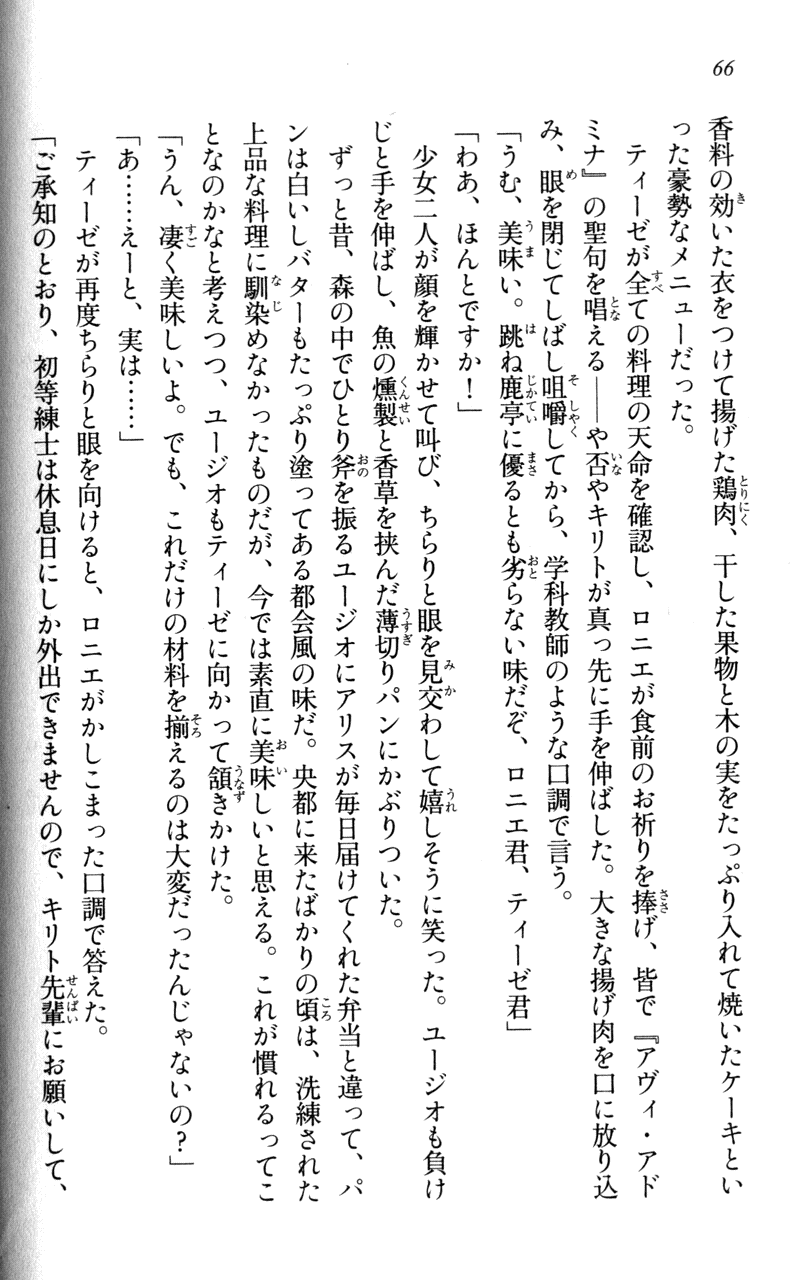 66
香料の効いた衣をつけて揚げた鶏肉、干した果物と木の実をたっぷり入れて焼いたケーキとい
った豪勢なメニューだった。
ティーゼが全ての料理の天命を確認し、ロニエが食前のお祈りを捧げ、皆で『アヴィ・アド
ミナ』の聖句を唱える――や否やキリトが真っ先に手を伸ばした。大きな揚げ肉を口に放り込
み、眼を閉じてしばし咀嚼してから、学科教師のような口調で言う。
「うむ、美味い。跳ね鹿亭に優るとも劣らない味だぞ、ロニエ君、ティーゼ君」
「わあ、ほんとですか！」
少女二人が顔を輝かせて叫び、ちらりと眼を見交わして嬉しそうに笑った。ユージオも負け
じと手を伸ばし、魚の燻製と香草を挟んだ薄切りパンにかぶりついた。
ずっと昔、森の中でひとり斧を振るユージオにアリスが毎日届けてくれた弁当と違って、パ
ンは白いしバターもたっぷり塗ってある都会風の味だ。央都に来たばかりの頃は、洗練された
上品な料理に馴染めなかったものだが、今では素直に美味しいと思える。これが慣れるってこ
となのかなと考えつつ、ユージオもティーゼに向かって頷きかけた。
「うん、凄く美味しいよ。でも、これだけの材料を揃えるのは大変だったんじゃないの？」
「あ……えーと、実は……」
ティーゼが再度ちらりと眼を向けると、ロニエがかしこまった口調で答えた。
「ご承知のとおり、初等練士は休息日にしか外出できませんので、キリト先輩にお願いして、